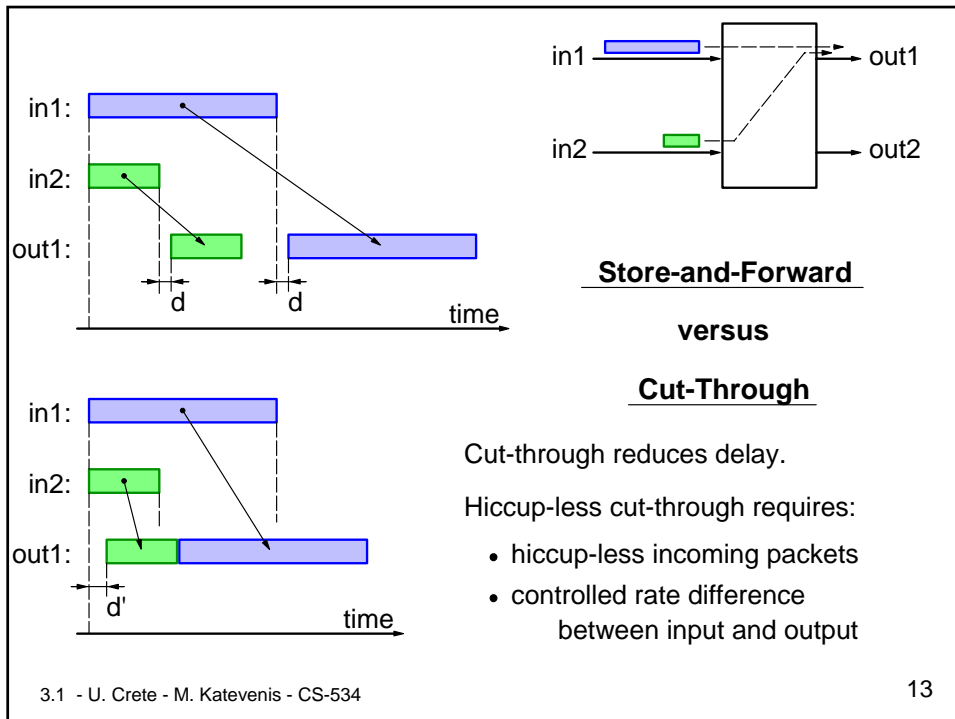 in1:
in2:
out1:
d
d
time
in1
out1
in2
out2
Store-and-Forward
versus
Cut-Through
in1:
in2:
out1:
d'
time
Cut-through reduces delay.
Hiccup-less cut-through requires:
• hiccup-less incoming packets
• controlled rate difference
between input and output
3.1 - U. Crete - M. Katevenis - CS-534
13